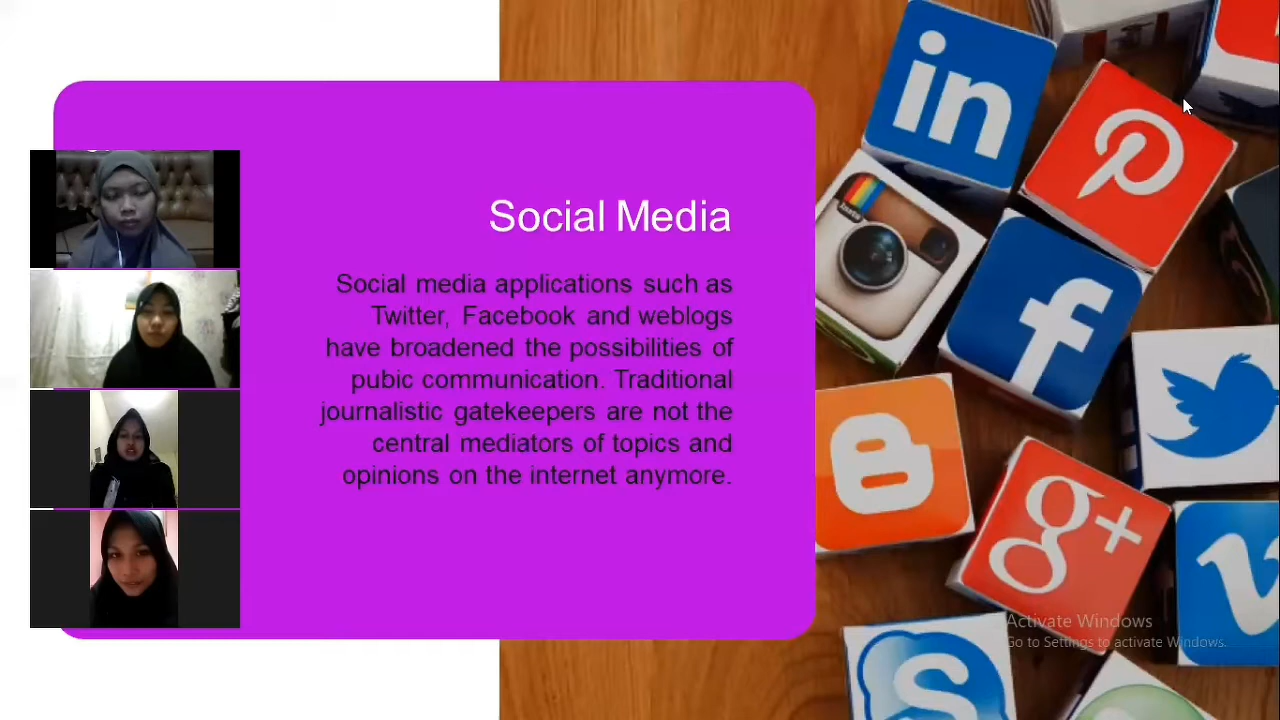 Social Media
Social media applications such as
Twitter, Facebook and weblogs
have broadened the possibilities of
pubic communication. Traditional
journalistic gatekeepers are not the
central mediators of topics and
opinions on the internet anymore.
in
g+
Activate Windows
Go to Settings to activate Windows.